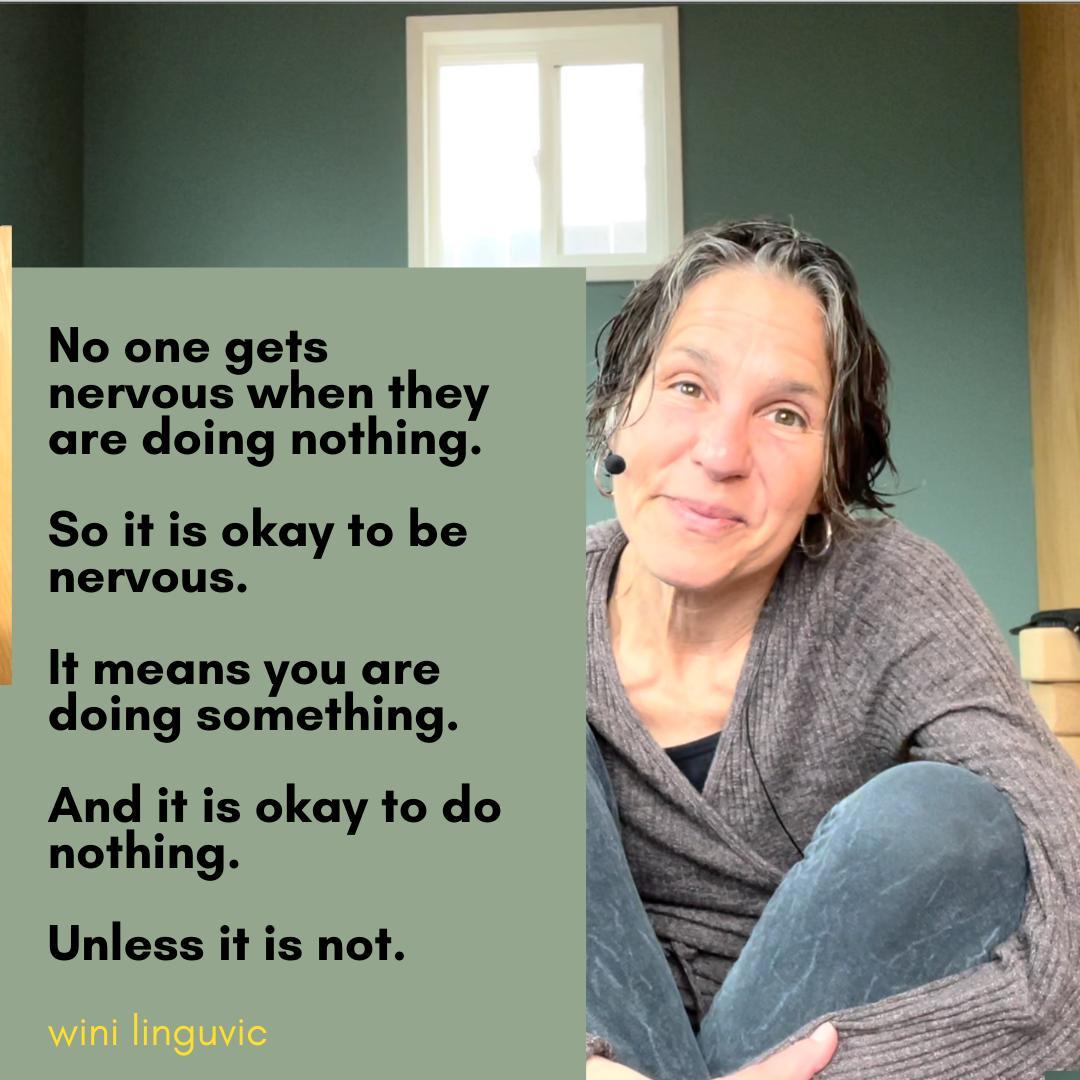 No one gets
nervous when they
are doing nothing.
So it is okay to be
nervous.
It means you are
doing something.
And it is okay to do
nothing.
Unless it is not.
wini linguvic